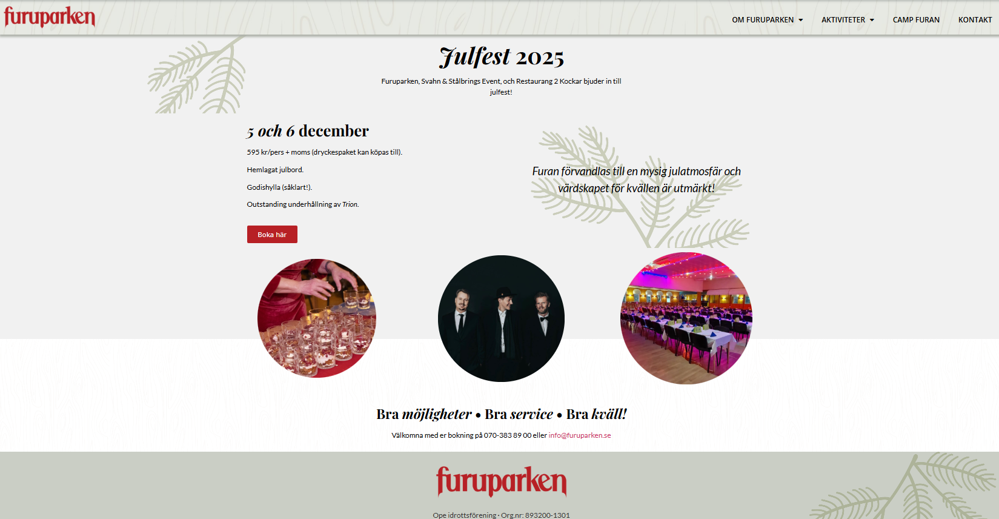 furuparken
OM FURUPARKEN
AKTIVITETER
CAMP FURAN
KONTAKT
Julfest 2025
Furuparken, Svahn & Stålbrings Event, och Restaurang 2 Kockar bjuder in till
julfest!
5 och 6 december
595 kr/pers + moms (dryckespaket kan köpas till).
Hemlagat julbord.
Godishylla (såklart!).
Outstanding underhållning av Trion.
Boka här
Furan förvandlas till en mysig julatmosfär och
värdskapet för kvällen är utmärkt!
Bra möjligheter • Bra service • Bra kväll!
Välkomna med er bokning på 070-383 89 00 eller info@furuparken.se
furuparken
Ope idrottsförening · Org.nr: 893200-1301